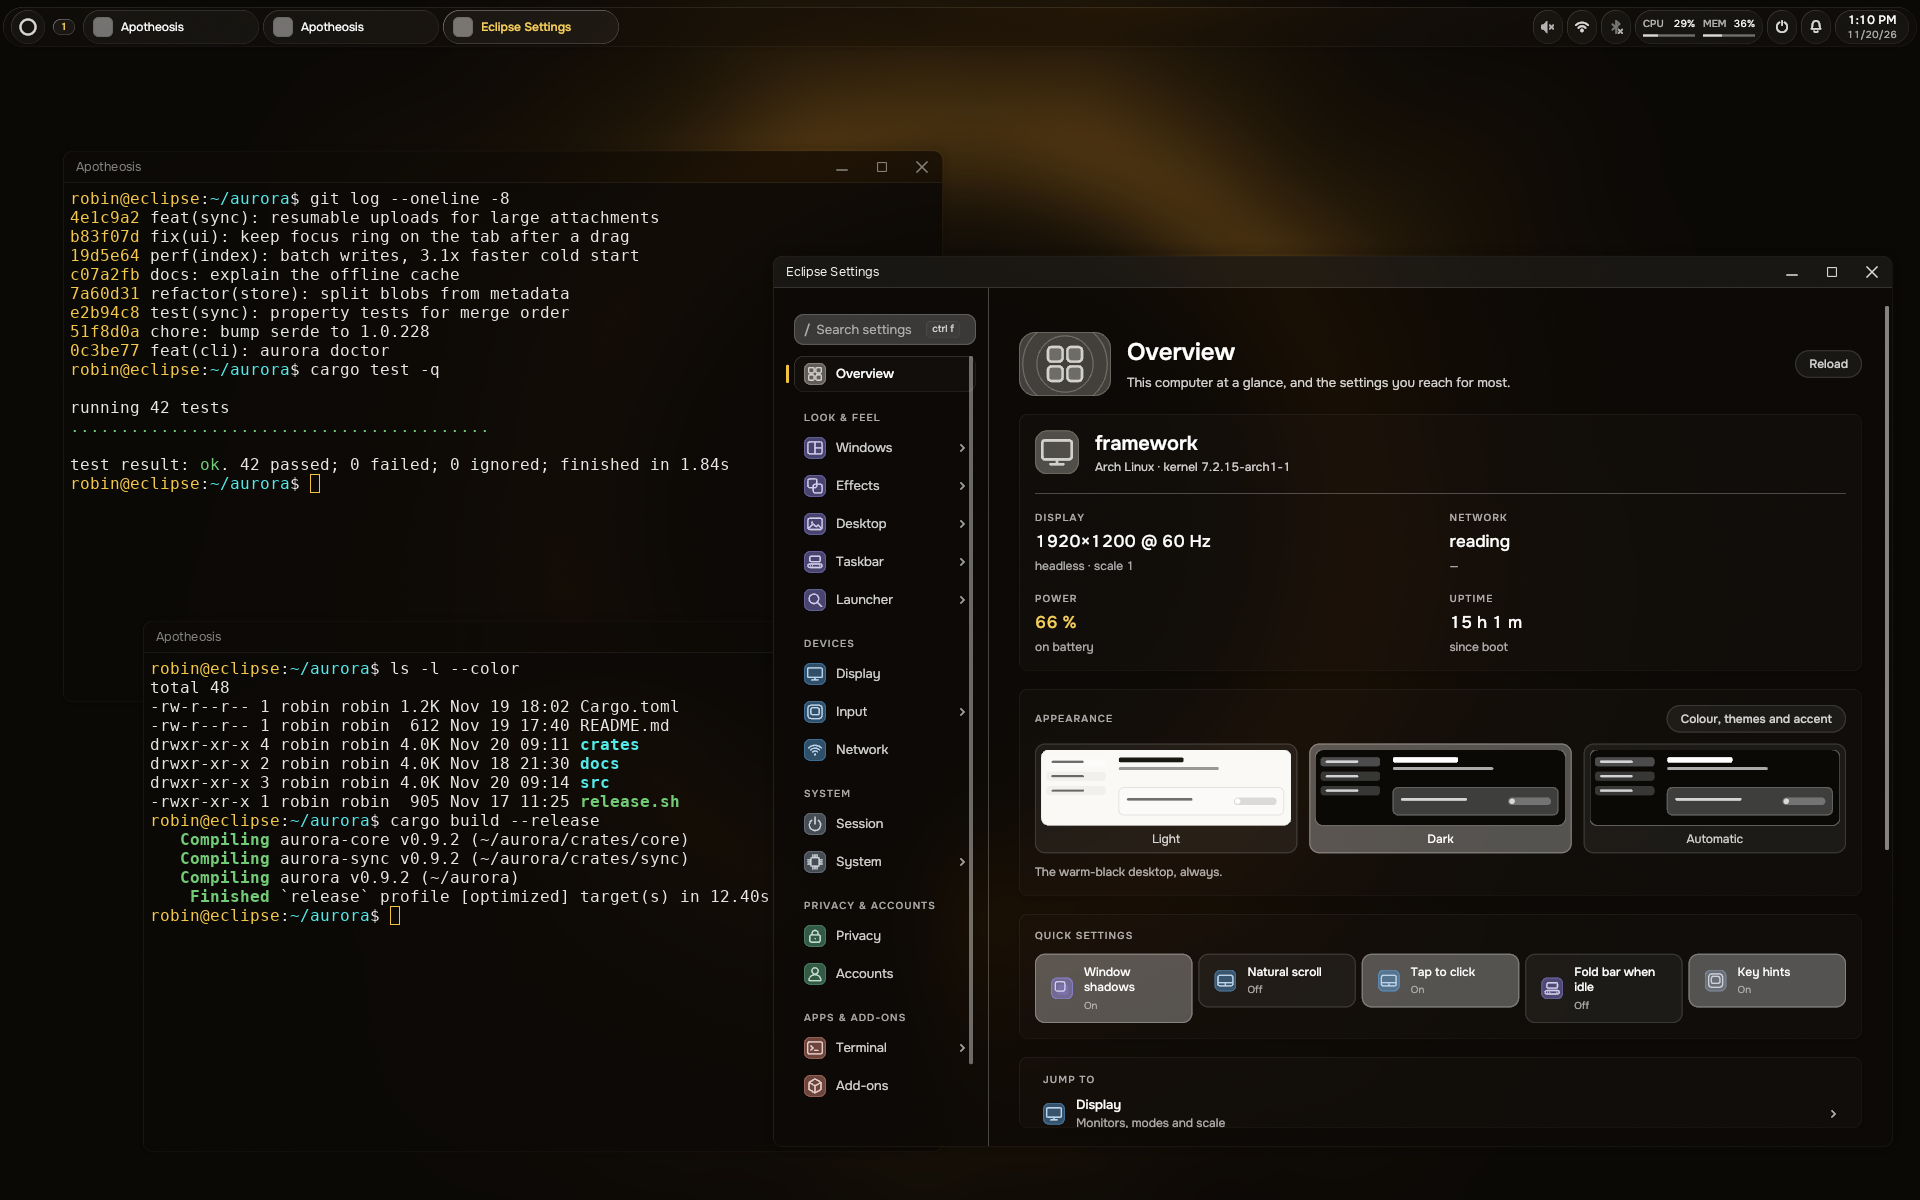 1
Apotheosis
Apotheosis
Eclipse Settings
CPU 29% MEM 36%
1:10 PM
11/20/26
Apotheosis
robin@eclipse:~/aurora$ git log --oneline -8
4e1c9a2 feat(sync): resumable uploads for large attachments
b83f07d fix(ui): keep focus ring on the tab after a drag
19d5e64 perf(index): batch writes, 3.1x faster cold start
c07a2fb docs: explain the offline cache
7a60d31 refactor(store): split blobs from metadata
e2b94c8 test(sync): property tests for merge order
51f8d0a chore: bump serde to 1.0.228
0c3be77 feat(cli): aurora doctor
robin@eclipse:~/aurora$ cargo test -q
running 42 tests
..........................................
test result: ok. 42 passed; 0 failed; 0 ignored; finished in 1.84s
robin@eclipse:~/aurora$
Apotheosis
robin@eclipse:~/aurora$ ls -l --color
total 48
-rw-r--r-- 1 robin robin 1.2K Nov 19 18:02 Cargo.toml
-rw-r--r-- 1 robin robin  612 Nov 19 17:40 README.md
drwxr-xr-x 4 robin robin 4.0K Nov 20 09:11 crates
drwxr-xr-x 2 robin robin 4.0K Nov 18 21:30 docs
drwxr-xr-x 3 robin robin 4.0K Nov 20 09:14 src
-rwxr-xr-x 1 robin robin  905 Nov 17 11:25 release.sh
robin@eclipse:~/aurora$ cargo build --release
Compiling aurora-core v0.9.2 (~/aurora/crates/core)
Compiling aurora-sync v0.9.2 (~/aurora/crates/sync)
Compiling aurora v0.9.2 (~/aurora)
Finished `release` profile [optimized] target(s) in 12.40s
robin@eclipse:~/aurora$
Eclipse Settings
/ Search settings ctrl f
Overview
LOOK & FEEL
Windows
Effects
Desktop
Taskbar
Launcher
DEVICES
Display
Input
Network
SYSTEM
Session
System
PRIVACY & ACCOUNTS
Privacy
Accounts
APPS & ADD-ONS
Terminal
Add-ons
Overview
This computer at a glance, and the settings you reach for most.
Reload
framework
Arch Linux · kernel 7.2.15-arch1-1
DISPLAY
1920×1200 @ 60 Hz
headless · scale 1
NETWORK
reading
–
POWER
66 %
on battery
UPTIME
15 h 1 m
since boot
APPEARANCE
Colour, themes and accent
Light
Dark
Automatic
The warm-black desktop, always.
QUICK SETTINGS
Window shadows
On
Natural scroll
Off
Tap to click
On
Fold bar when idle
Off
Key hints
On
JUMP TO
Display
Monitors, modes and scale